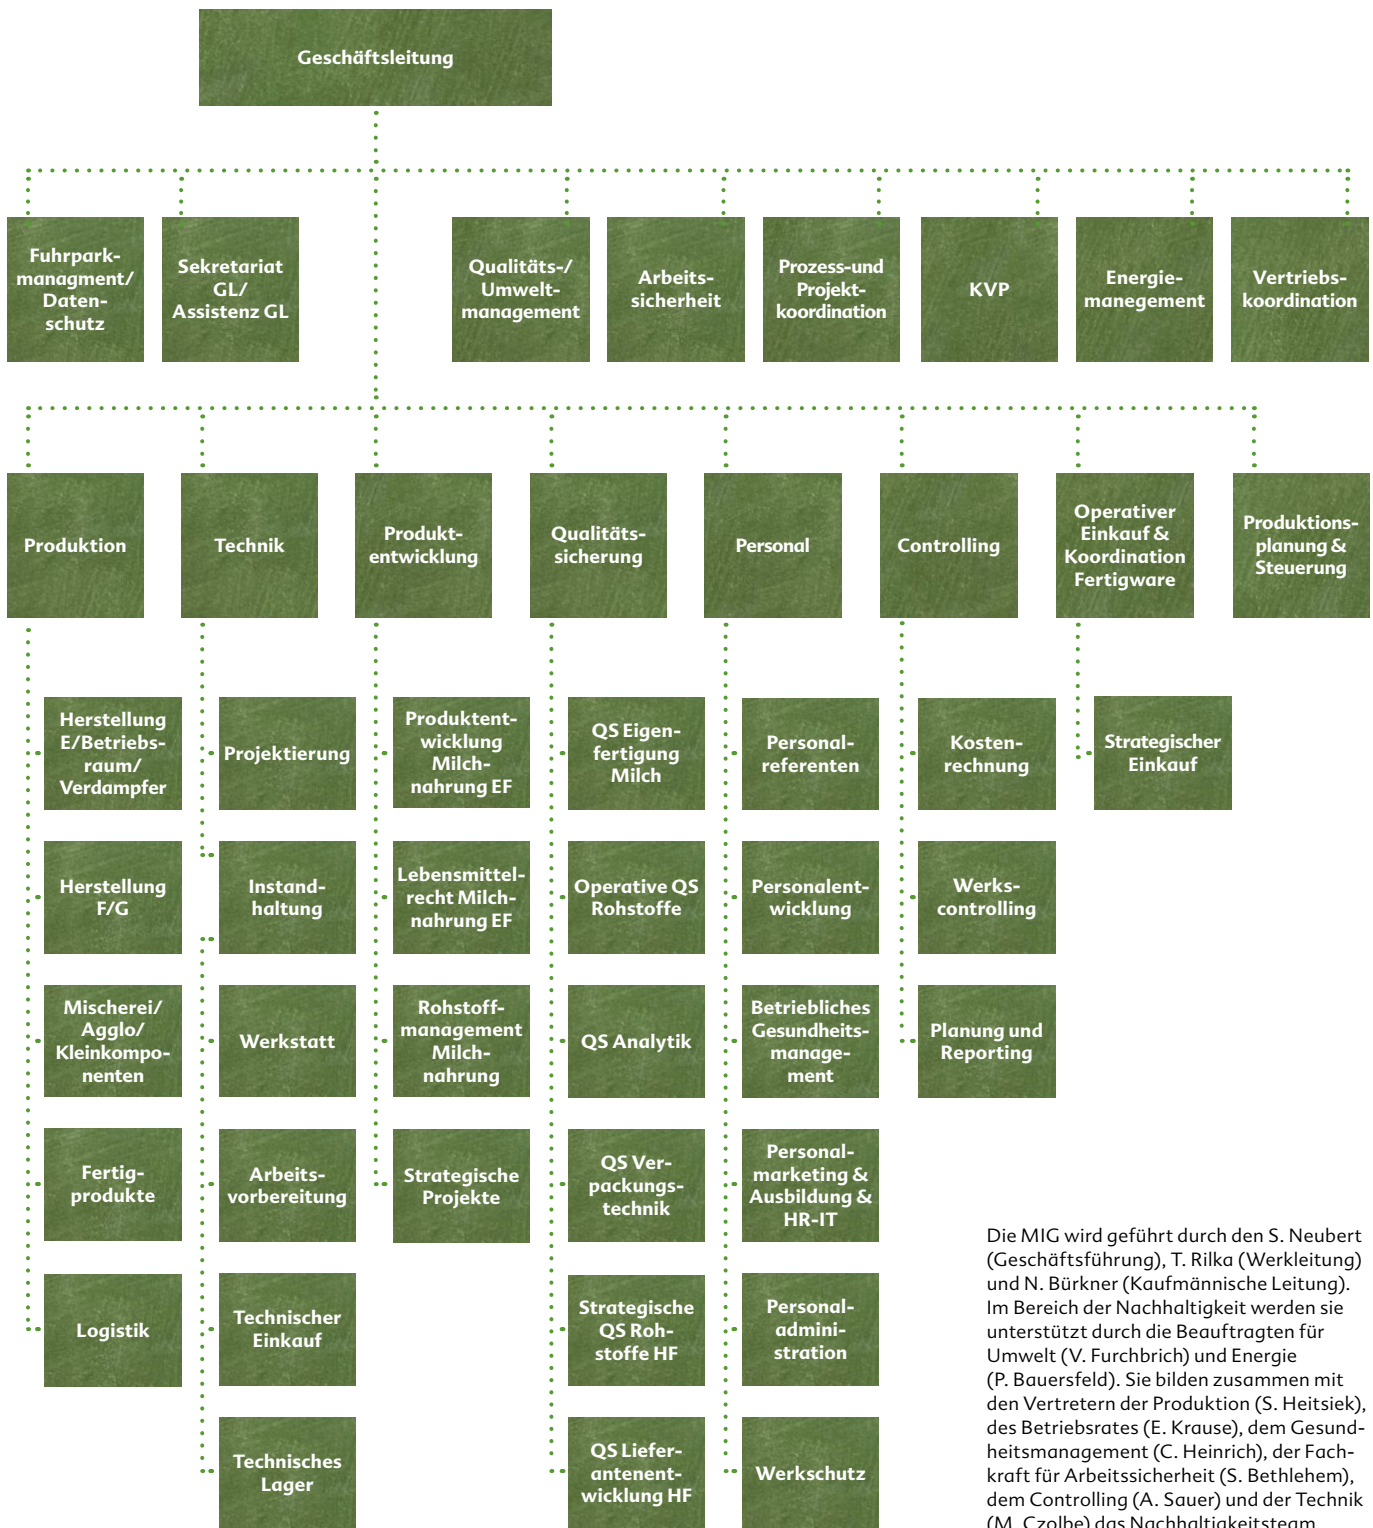 Geschäftsleitung
Fuhrpark-
managment/
Daten-
schutz
Sekretariat
GL/
Assistenz GL
Qualitäts-/
Umwelt-
management
Arbeits-
sicherheit
Prozess-und
Projekt-
koordination
KVP
Energie-
manegement
Vertriebs-
koordination
Produktion
Technik
Produkt-
entwicklung
Qualitäts-
sicherung
Personal
Controlling
Operativer
Einkauf &
Koordination
Fertigware
Produktions-
planung &
Steuerung
Herstellung
E/Betriebs-
raum/
Verdampfer
Projektierung
Produktent-
wicklung
Milch-
nahrung EF
QS Eigen-
fertigung
Milch
Personal-
referenten
Kosten-
rechnung
Strategischer
Einkauf
Herstellung
F/G
Instand-
haltung
Lebensmittel-
recht Milch-
nahrung EF
Operative QS
Rohstoffe
Personalent-
wicklung
Werks-
controlling
Mischerei/
Agglo/
Kleinkompo-
nenten
Werkstatt
Rohstoff-
management
Milch-
nahrung
QS Analytik
Betriebliches
Gesundheits-
manage-
ment
Planung und
Reporting
Fertig-
produkte
Arbeits-
vorbereitung
Strategische
Projekte
QS Ver-
packungs-
technik
Personal-
marketing &
Ausbildung &
HR-IT
Logistik
Technischer
Einkauf
Strategische
QS Roh-
stoffe HF
Personal-
admini-
stration
Technisches
Lager
QS Liefer-
antenent-
wicklung HF
Werkschutz
Die MIG wird geführt durch den S. Neubert
(Geschäftsführung), T. Rilka (Werkleitung)
und N. Bürkner (Kaufmännische Leitung).
Im Bereich der Nachhaltigkeit werden sie
unterstützt durch die Beauftragten für
Umwelt (V. Furchbrich) und Energie
(P. Bauersfeld). Sie bilden zusammen mit
den Vertretern der Produktion (S. Heitsiek),
des Betriebsrates (E. Krause), dem Gesund-
heitsmanagement (C. Heinrich), der Fach-
kraft für Arbeitssicherheit (S. Bethlehem),
dem Controlling (A. Sauer) und der Technik
(M. Czolbe) das Nachhaltigkeitsteam